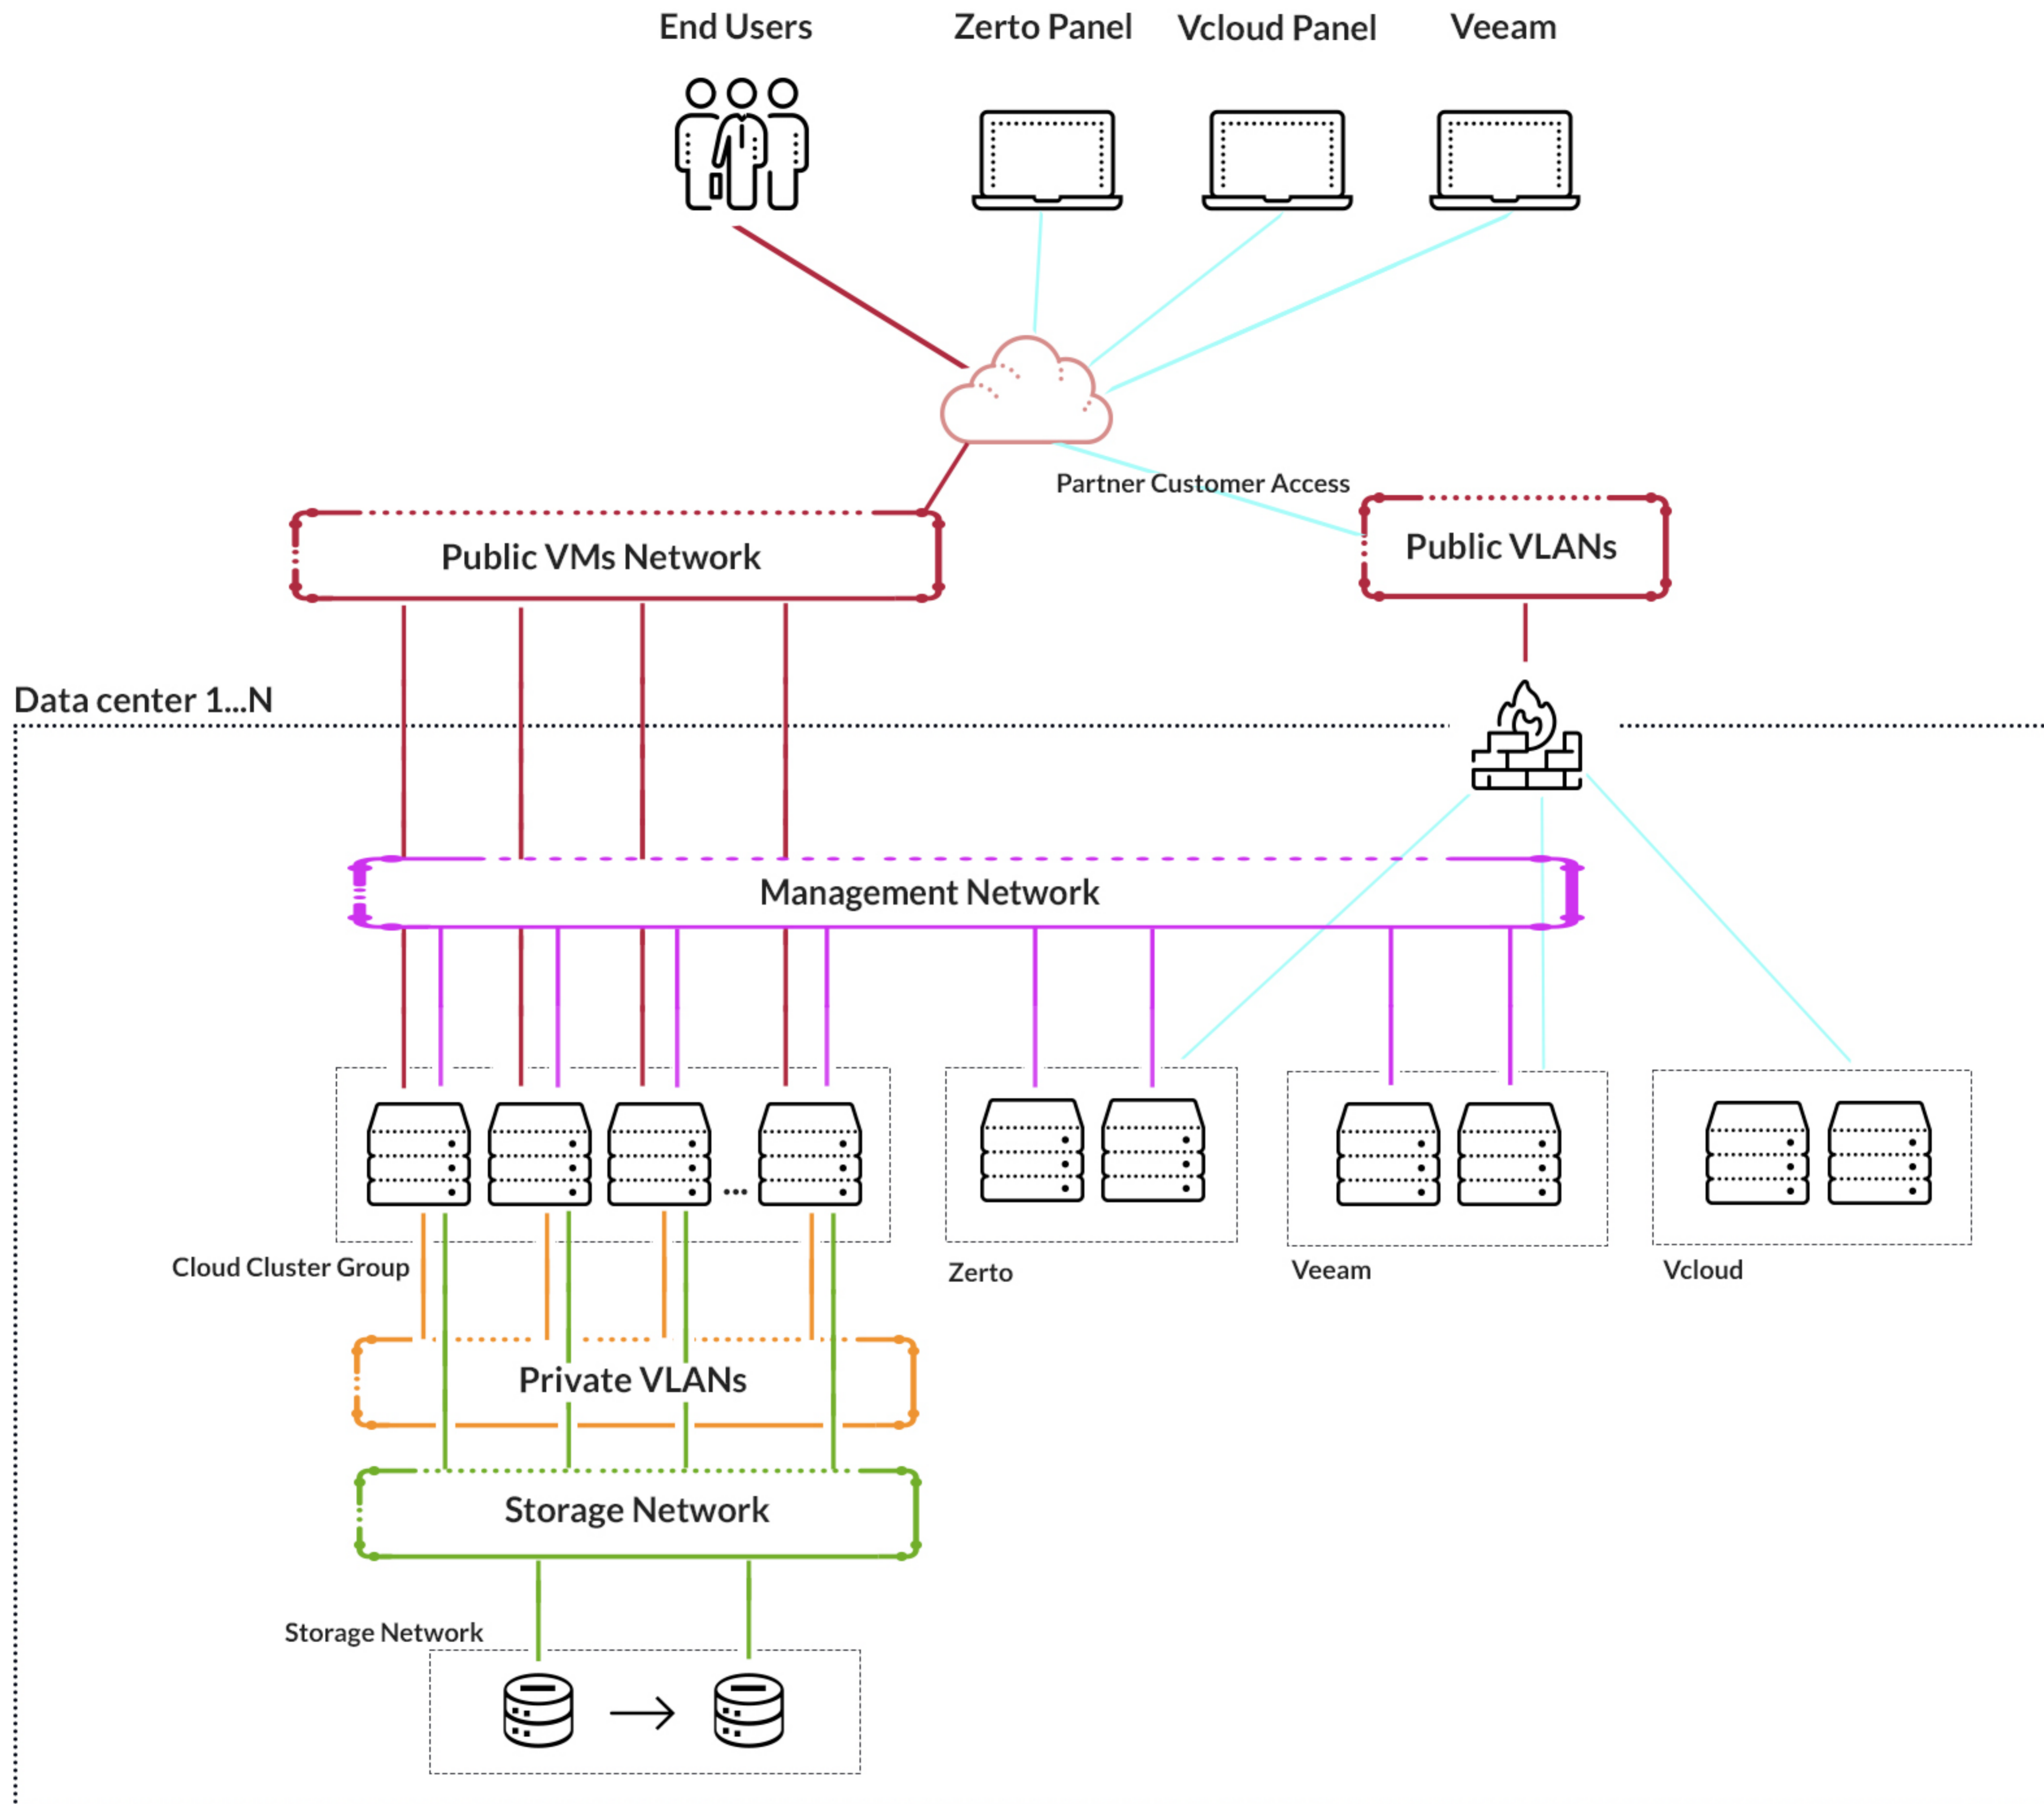 End Users
Zerto Panel
Vcloud Panel
Veeam
Partner Customer Access
Public VMs Network
Public VLANs
Data center 1...N
Management Network
...
Cloud Cluster Group
Zerto
Veeam
Vcloud
Private VLANs
Storage Network
Storage Network